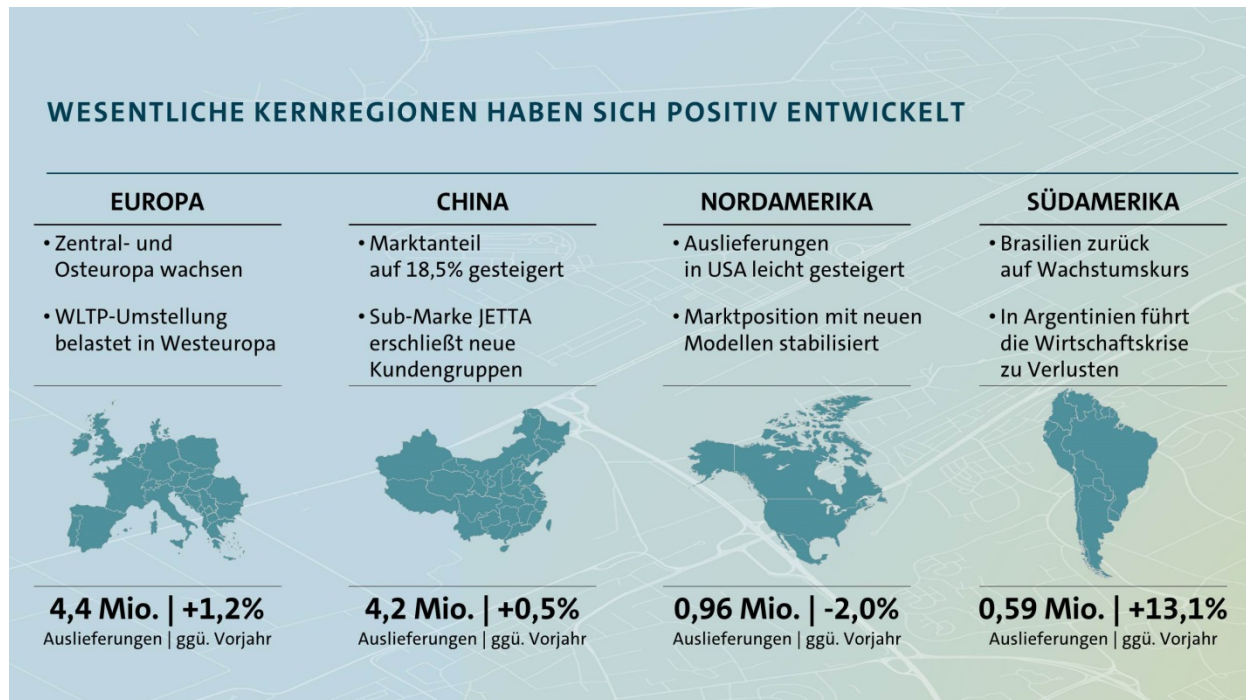 WESENTLICHE KERNREGIONEN HABEN SICH POSITIV ENTWICKELT
EUROPA
• Zentral- und
Osteuropa wachsen
• WLTP-Umstellung
belastet in Westeuropa
4,4 Mio. | +1,2%
Auslieferungen | ggü. Vorjahr
CHINA
• Marktanteil
auf 18,5% gesteigert
• Sub-Marke JETTA
erschließt neue
Kundengruppen
4,2 Mio. | +0,5%
Auslieferungen | ggü. Vorjahr
NORDAMERIKA
• Auslieferungen
in USA leicht gesteigert
• Marktposition mit neuen
Modellen stabilisiert
0,96 Mio. | -2,0%
Auslieferungen | ggü. Vorjahr
SÜDAMERIKA
• Brasilien zurück
auf Wachstumskurs
• In Argentinien führt
die Wirtschaftskrise
zu Verlusten
0,59 Mio. | +13,1%
Auslieferungen | ggü. Vorjahr